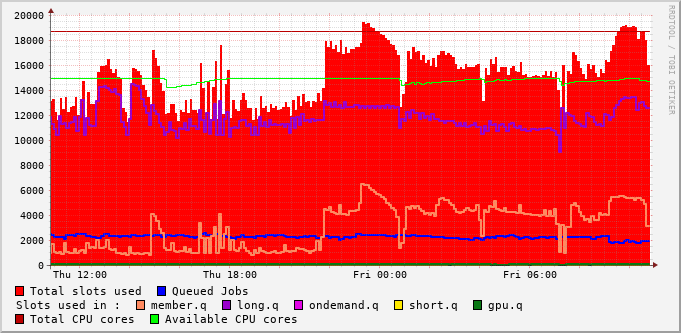 RRDTOOL / TOBI OETIKER
20000
18000
16000
14000
12000
10000
8000
6000
4000
2000
0
Thu 12:00 Thu 18:00 Fri 00:00 Fri 06:00
Total slots used Queued Jobs
Slots used in : member.q long.q ondemand.q short.q gpu.q
Total CPU cores Available CPU cores